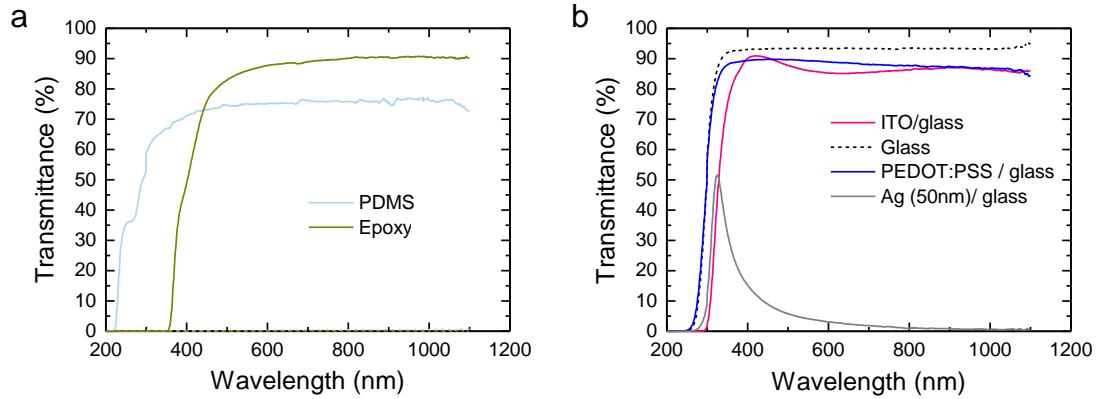 a
100
90
80
70
60
50
40
30
20
10
0
Transmittance (%)
PDMS
Epoxy
200 400 600 800 1000 1200
Wavelength (nm)
b
100
90
80
70
60
50
40
30
20
10
0
Transmittance (%)
ITO/glass
Glass
PEDOT:PSS / glass
Ag (50nm)/ glass
200 400 600 800 1000 1200
Wavelength (nm)